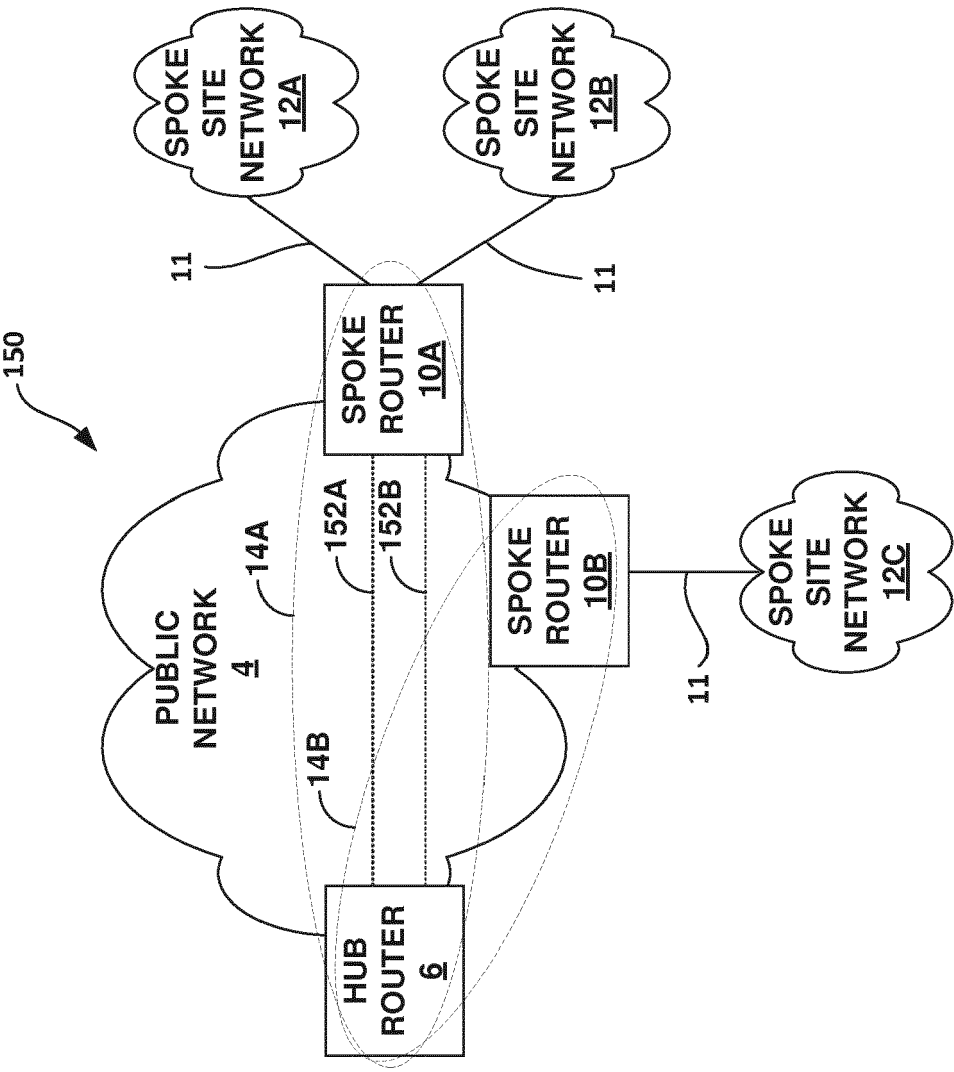 150
PUBLIC
NETWORK
4
14A
14B
152A
152B
HUB
ROUTER
6
SPOKE
ROUTER
10A
SPOKE
ROUTER
10B
11
11
11
SPOKE
SITE
NETWORK
12A
SPOKE
SITE
NETWORK
12B
SPOKE
SITE
NETWORK
12C